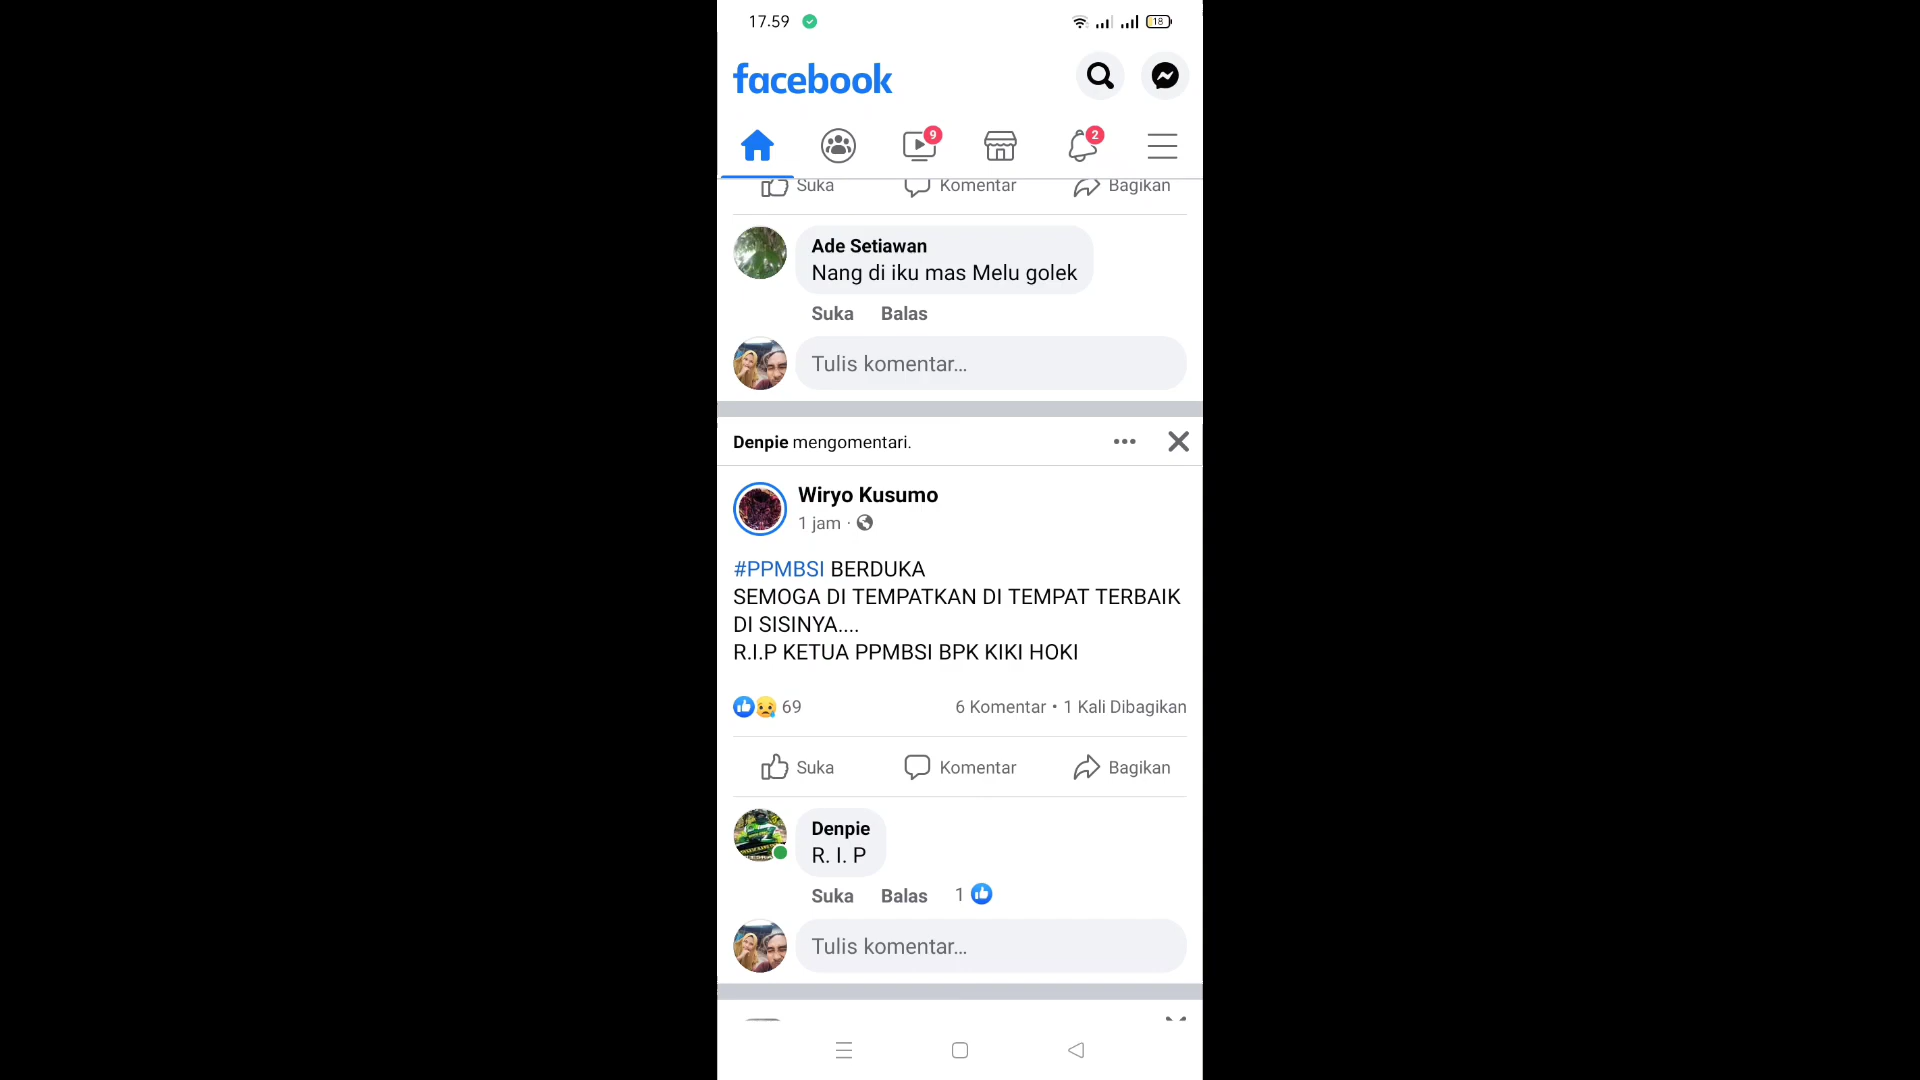 17.59
18
facebook
9
2
Suka Komentar Bagikan
Ade Setiawan
Nang di iku mas Melu golek
Suka Balas
Tulis komentar...
Denpie mengomentari.
Wiryo Kusumo
1 jam ·
#PPMBSI BERDUKA
SEMOGA DI TEMPATKAN DI TEMPAT TERBAIK
DI SISINYA....
R.I.P KETUA PPMBSI BPK KIKI HOKI
69 6 Komentar • 1 Kali Dibagikan
Suka Komentar Bagikan
Denpie
R. I. P
Suka Balas 1
Tulis komentar...